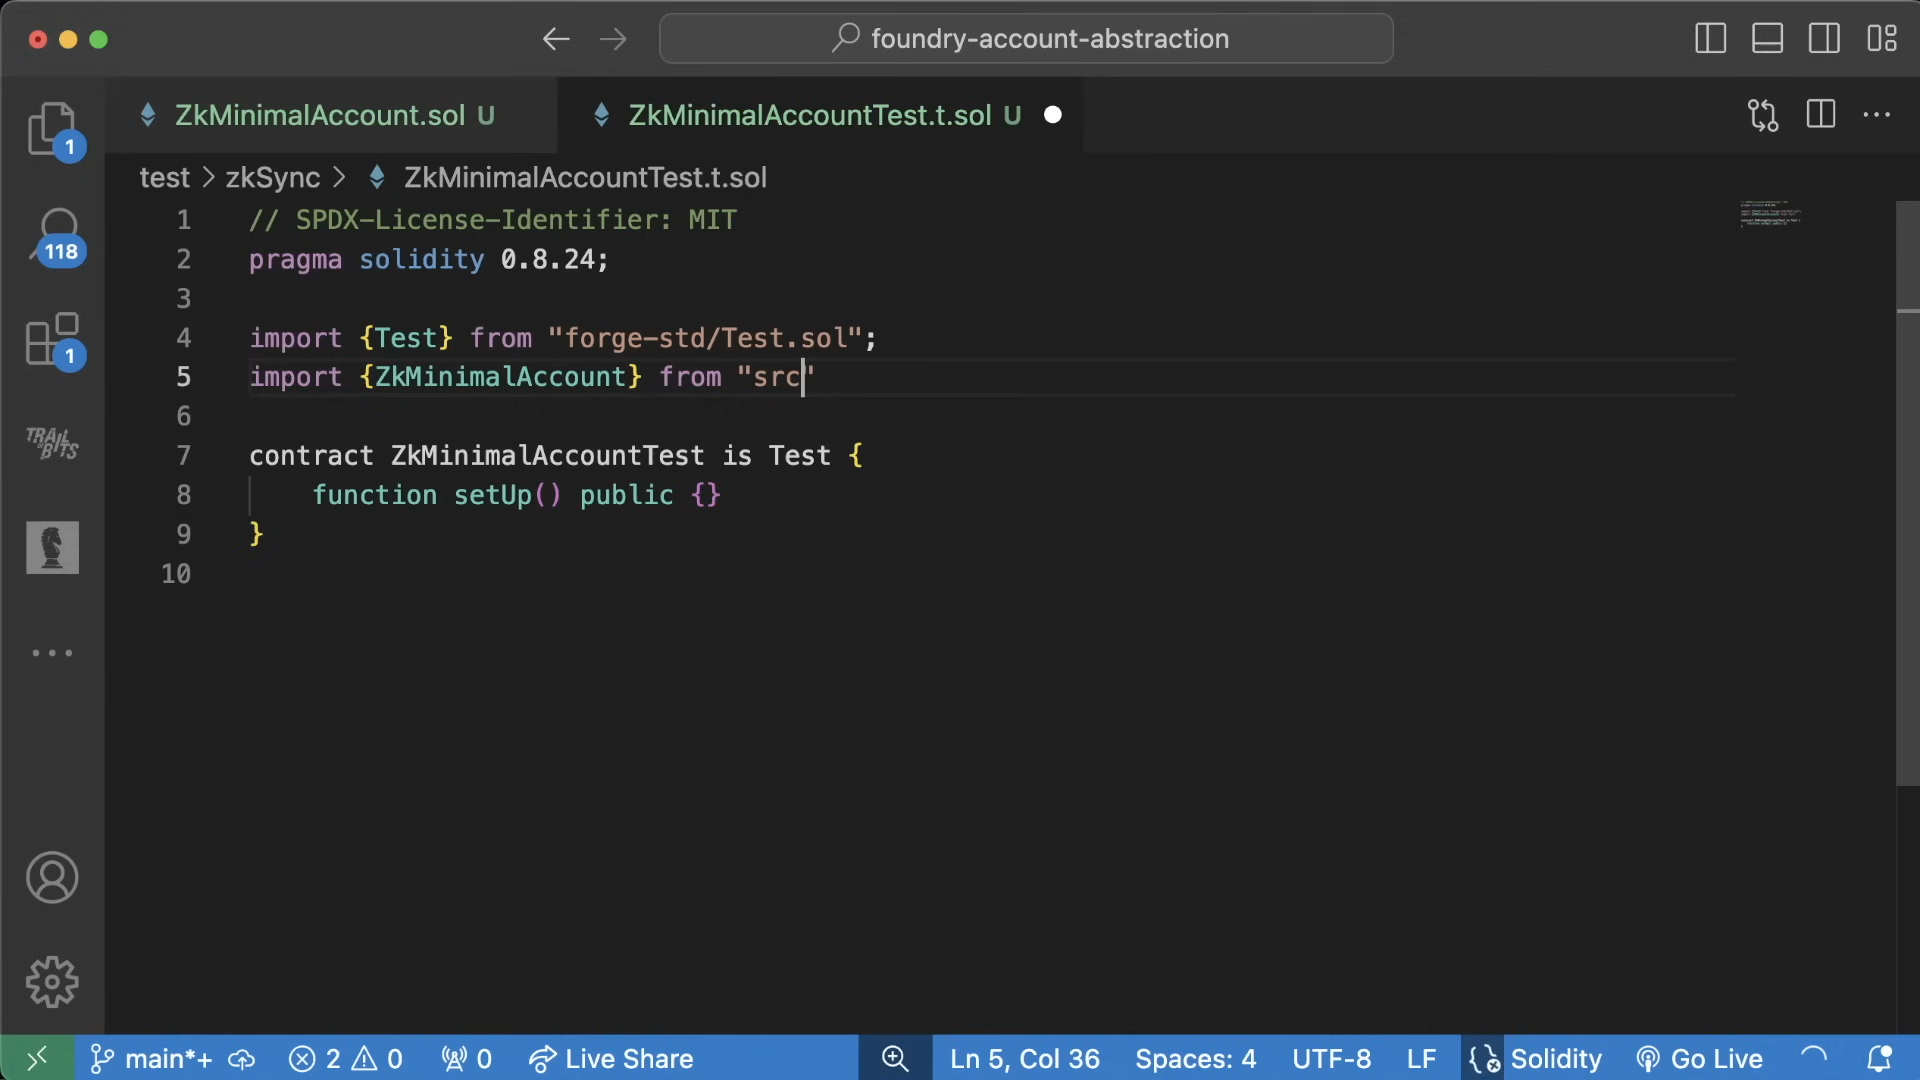 foundry-account-abstraction
ZkMinimalAccount.sol U
ZkMinimalAccountTest.t.sol U
1
118
1
TRAIL OF BITS
test > zkSync > ZkMinimalAccountTest.t.sol
1 // SPDX-License-Identifier: MIT
2 pragma solidity 0.8.24;
3
4 import {Test} from "forge-std/Test.sol";
5 import {ZkMinimalAccount} from "src"
6
7 contract ZkMinimalAccountTest is Test {
8 function setUp() public {}
9 }
10
main*+ 2 0 0 Live Share Ln 5, Col 36 Spaces: 4 UTF-8 LF Solidity Go Live